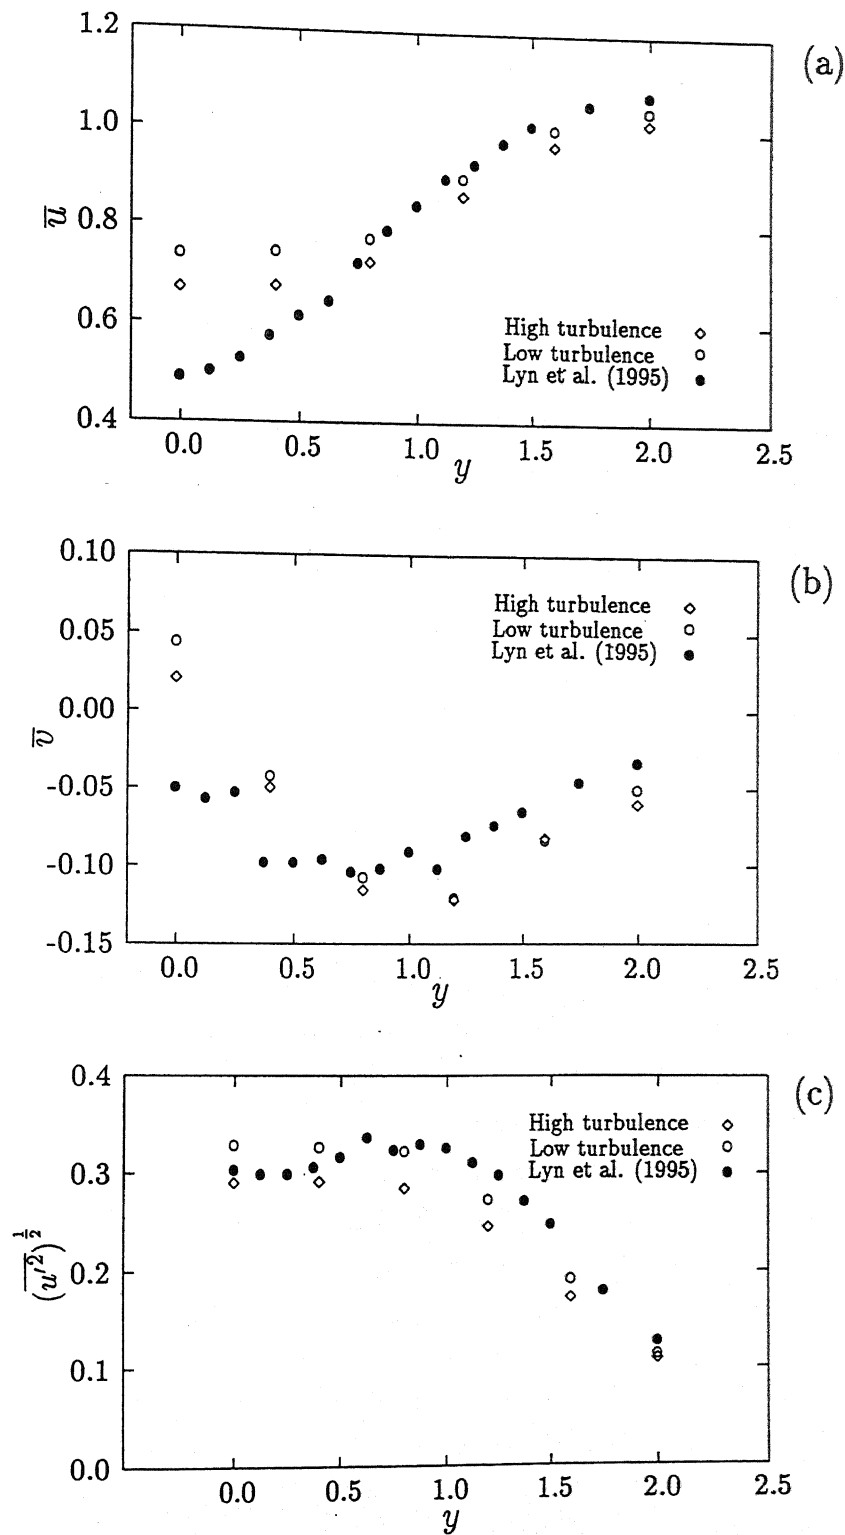 1.2
(a)
1.0
u̅
0.8
0.6
High turbulence
Low turbulence
Lyn et al. (1995)
0.4
0.0 0.5 1.0 1.5 2.0 2.5
y
0.10
(b)
0.05
High turbulence
Low turbulence
Lyn et al. (1995)
0.00
v̅
-0.05
-0.10
-0.15
0.0 0.5 1.0 1.5 2.0 2.5
y
0.4
(c)
High turbulence
Low turbulence
Lyn et al. (1995)
0.3
(u′²)^½
0.2
0.1
0.0
0.0 0.5 1.0 1.5 2.0 2.5
y